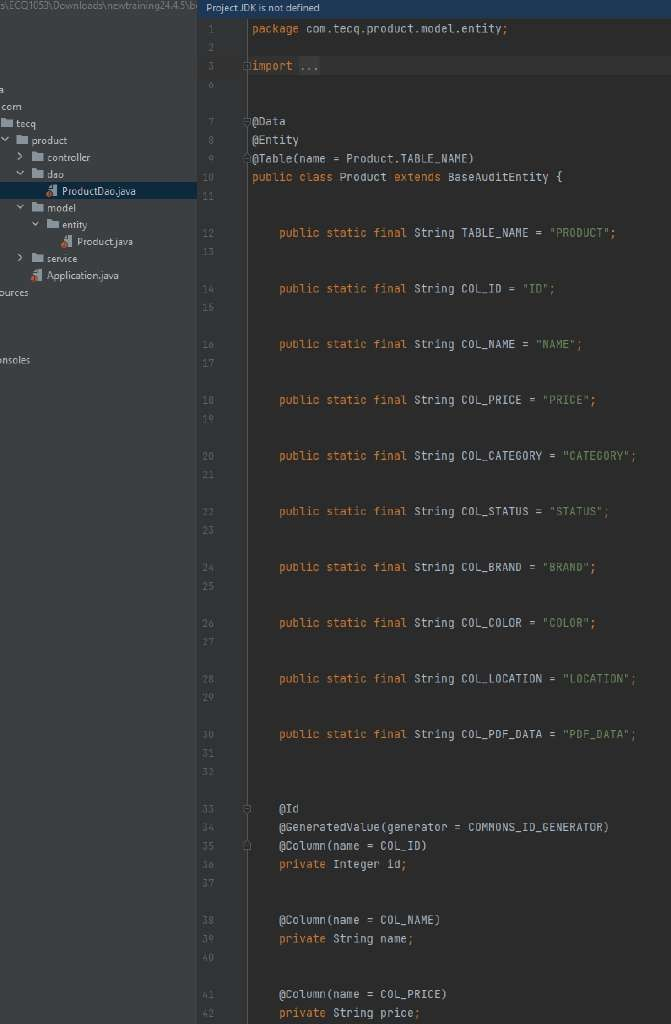 s\ECQ1053\Downloads\newtraining24.4.5\b
Project JDK is not defined
com
tecq
product
controller
dao
ProductDao.java
model
entity
Product.java
service
Application.java
ources
onsoles
1 package com.tecq.product.model.entity;
2
3 import ...
6
7 @Data
8 @Entity
9 @Table(name = Product.TABLE_NAME)
10 public class Product extends BaseAuditEntity {
11
12 public static final String TABLE_NAME = "PRODUCT";
13
14 public static final String COL_ID = "ID";
15
16 public static final String COL_NAME = "NAME";
17
18 public static final String COL_PRICE = "PRICE";
19
20 public static final String COL_CATEGORY = "CATEGORY";
21
22 public static final String COL_STATUS = "STATUS";
23
24 public static final String COL_BRAND = "BRAND";
25
26 public static final String COL_COLOR = "COLOR";
27
28 public static final String COL_LOCATION = "LOCATION";
29
30 public static final String COL_PDF_DATA = "PDF_DATA";
31
32
33 @Id
34 @GeneratedValue(generator = COMMONS_ID_GENERATOR)
35 @Column(name = COL_ID)
36 private Integer id;
37
38 @Column(name = COL_NAME)
39 private String name;
40
41 @Column(name = COL_PRICE)
42 private String price;